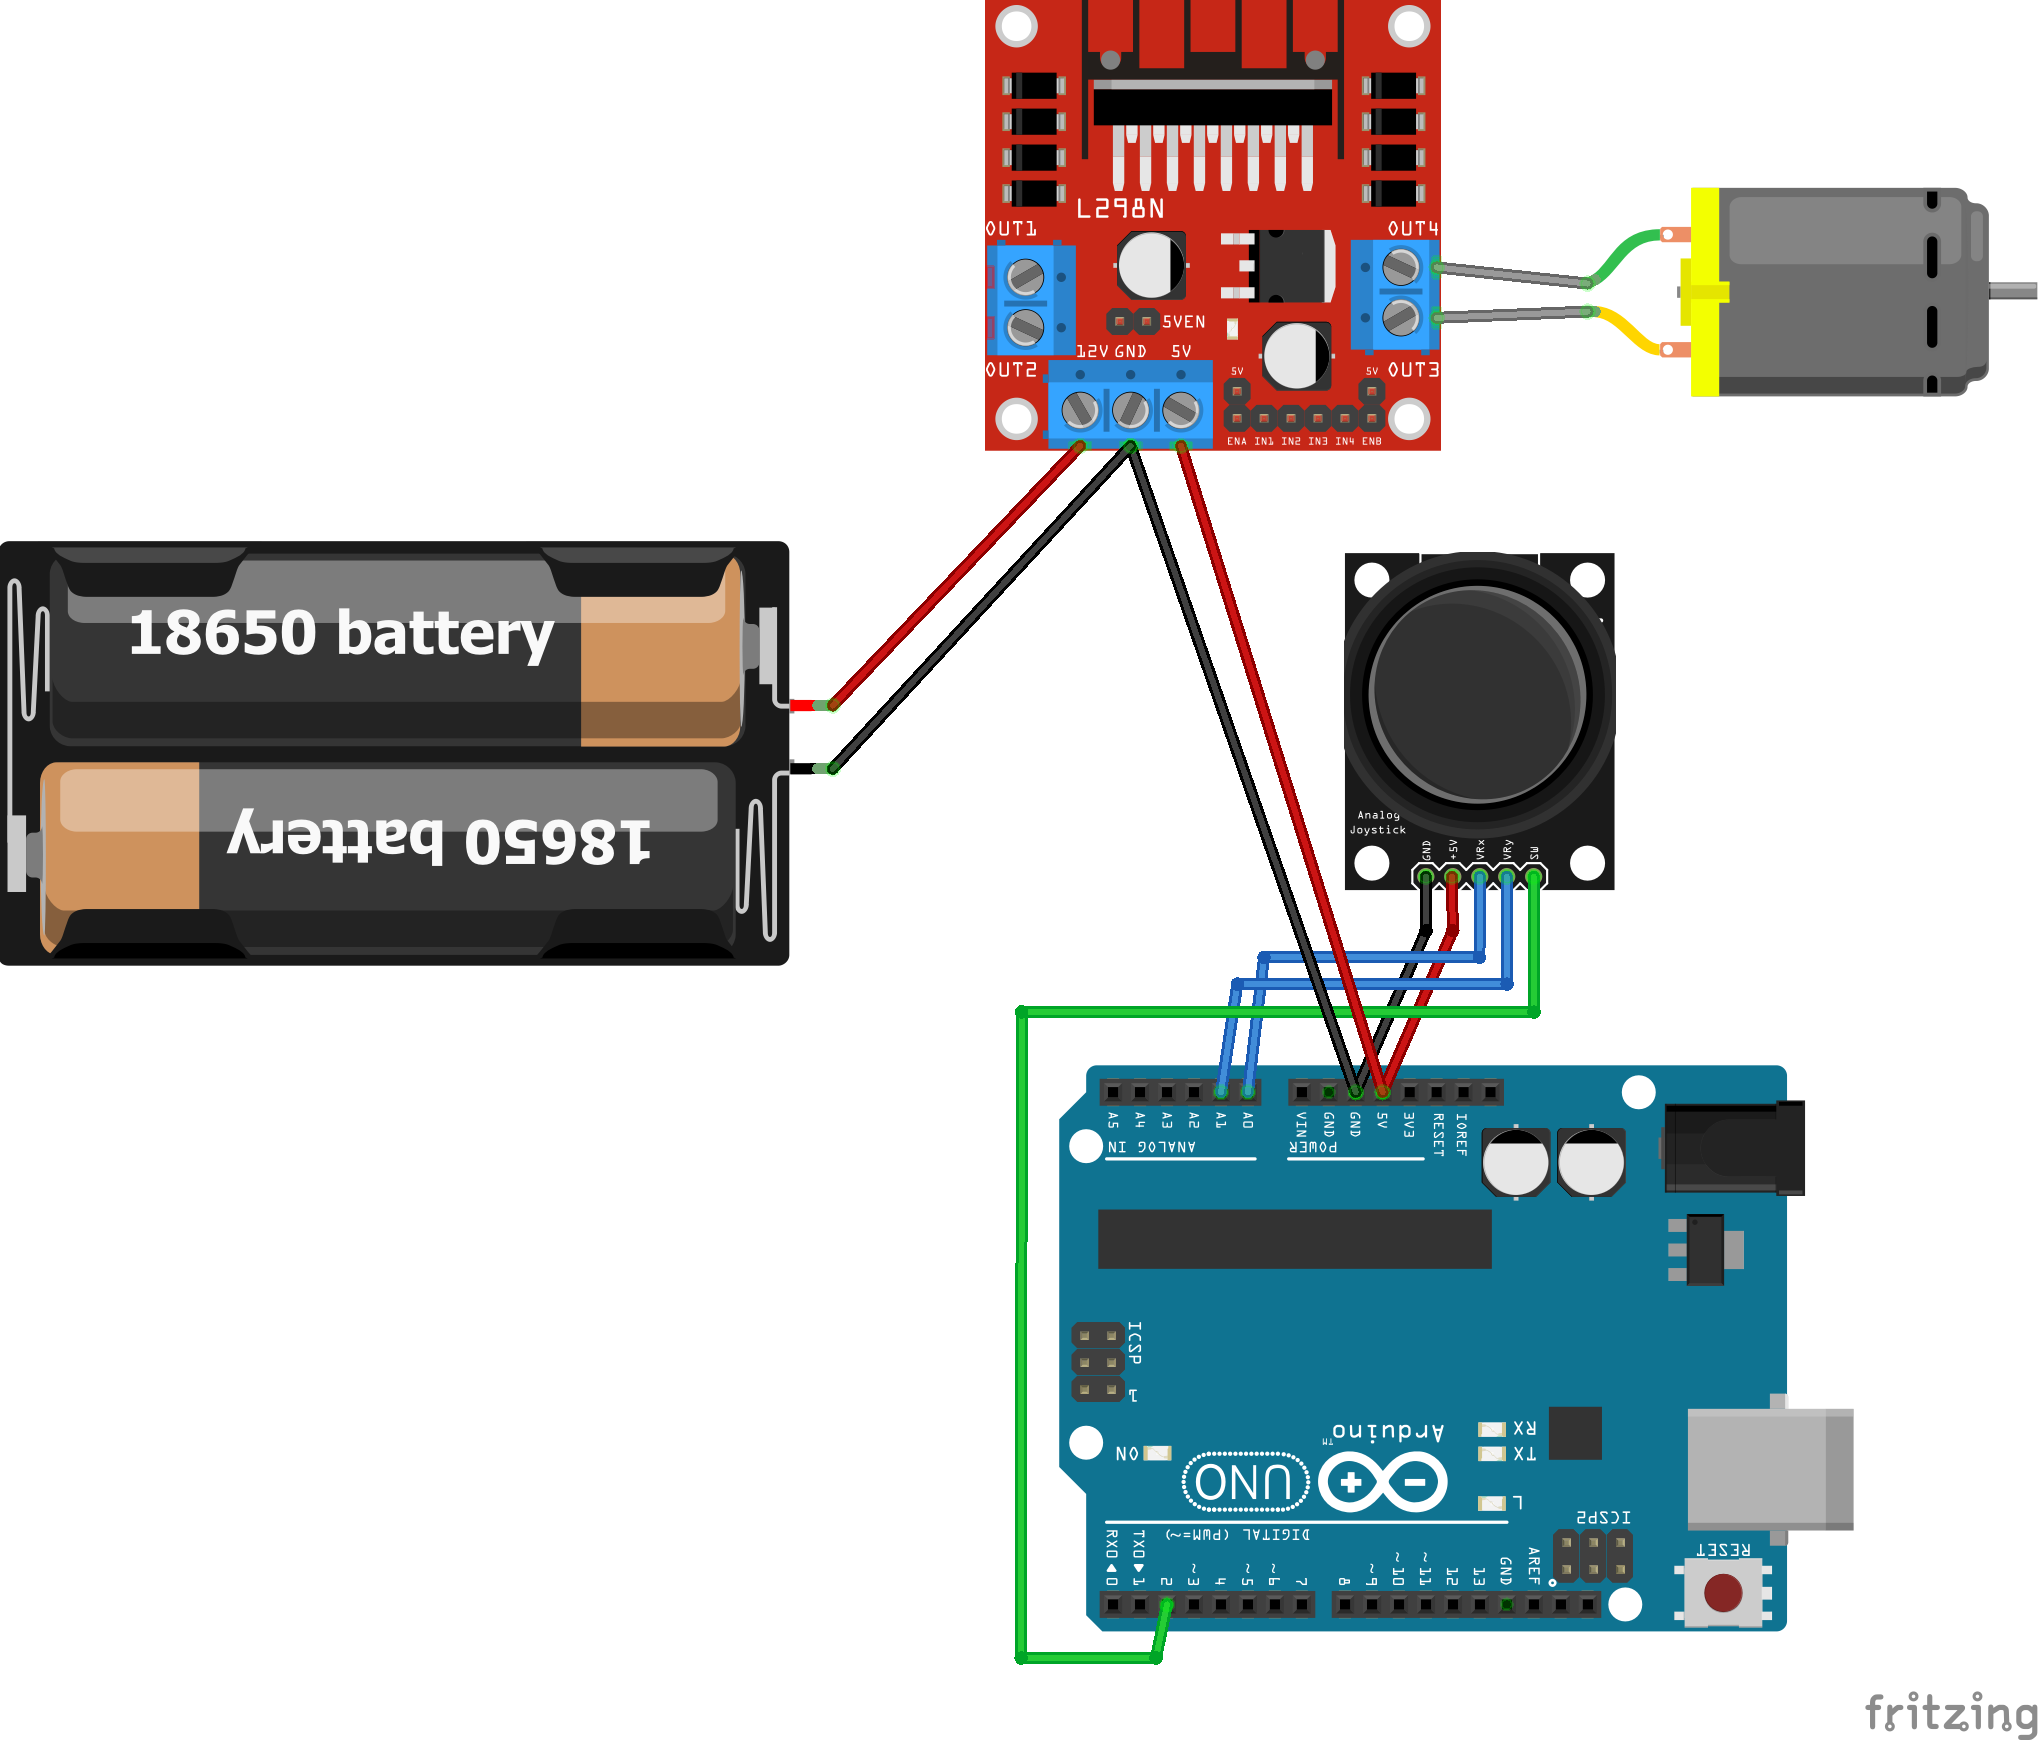 L298N
OUT1
OUT4
5VEN
12V GND 5V
OUT2
5V
5V
OUT3
ENA IN1 IN2 IN3 IN4 ENB
18650 battery
18650 battery
Analog
Joystick
GND +5V VRx VRy SW
A5 A4 A3 A2 A1 A0
VIN GND GND 5V 3V3 RESET IOREF
ANALOG IN
POWER
ICSP
1
Arduino
TM
RX
TX
ON
UNO
L
ICSP2
DIGITAL (PWM=~)
RESET
RX0◀0 TX0▶1 2 ~3 4 ~5 ~6 7
8 ~9 ~10 ~11 12 13 GND AREF
fritzing